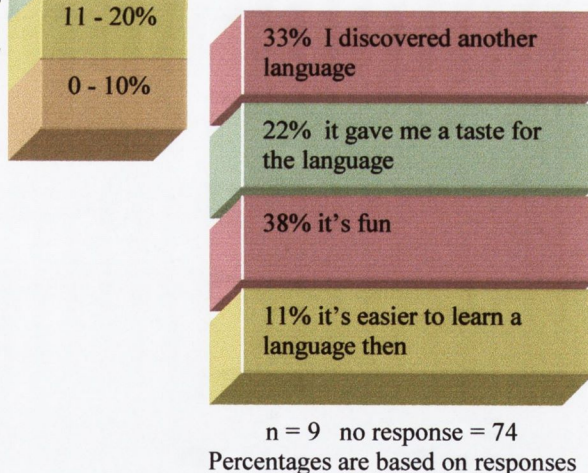 11 - 20%
0 - 10%
33% I discovered another
language
22% it gave me a taste for
the language
38% it's fun
11% it's easier to learn a
language then
n = 9 no response = 74
Percentages are based on responses